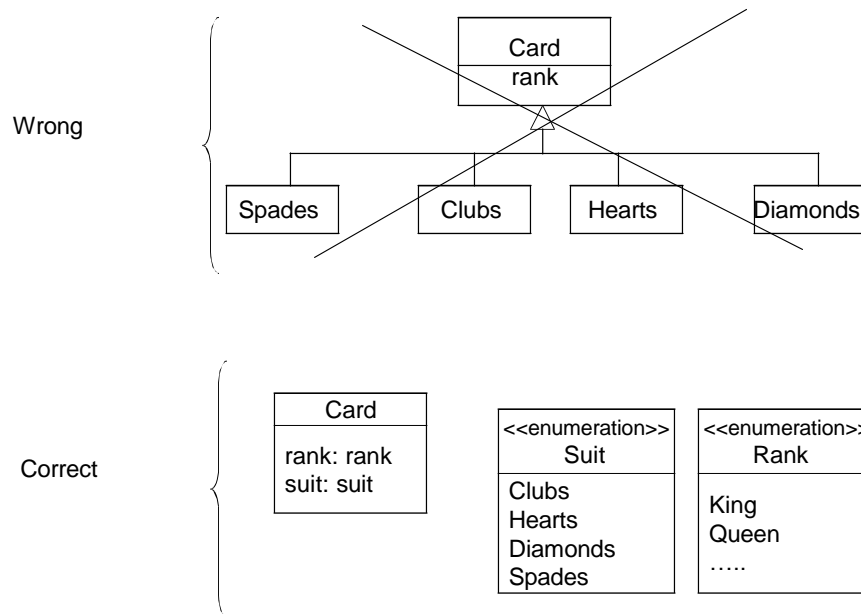 Wrong
Card
rank
Spades
Clubs
Hearts
Diamonds
Correct
Card
rank: rank
suit: suit
<<enumeration>>
Suit
Clubs
Hearts
Diamonds
Spades
<<enumeration>
Rank
King
Queen
…..